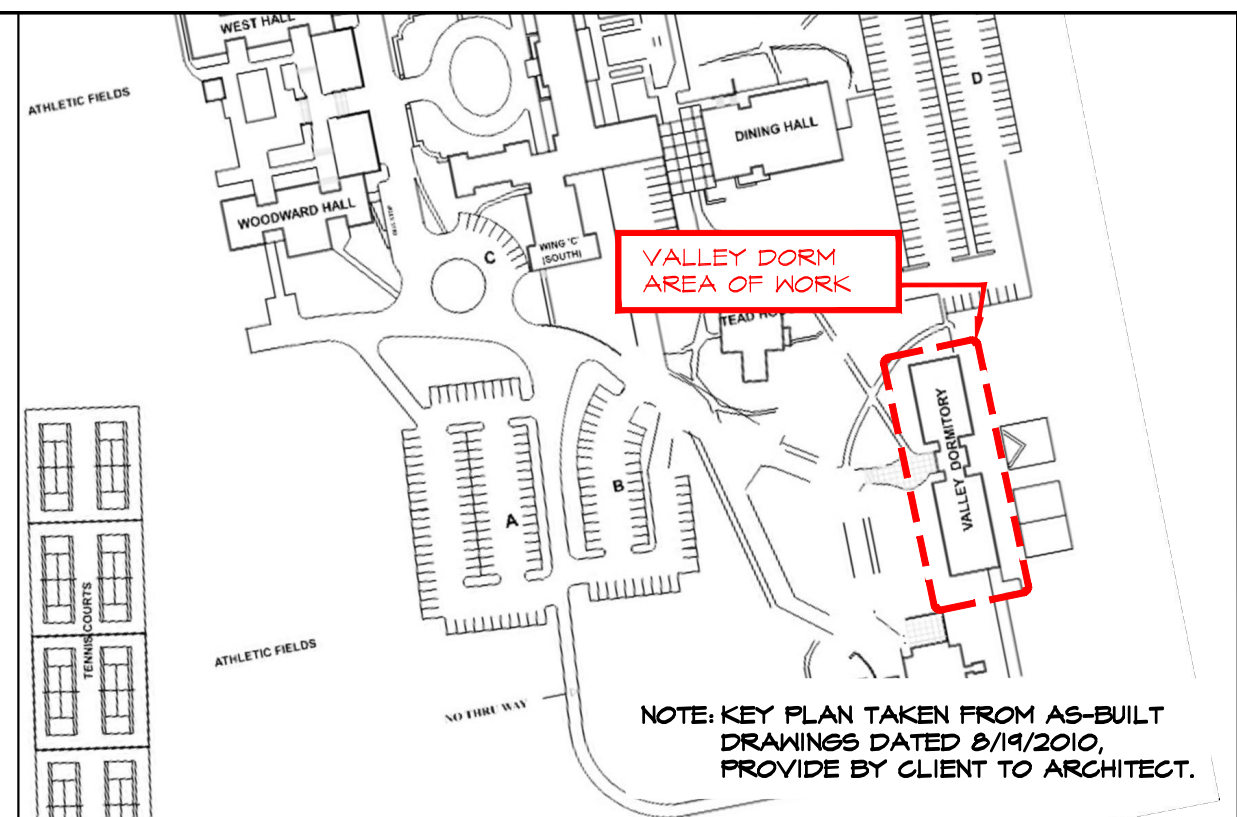 WEST HALL
ATHLETIC FIELDS
D
DINING HALL
WOODWARD HALL
WING 'C'
(SOUTH)
C
VALLEY DORM
AREA OF WORK
VALLEY DORMITORY
B
A
TENNIS COURTS
ATHLETIC FIELDS
NO THRU WAY
NOTE: KEY PLAN TAKEN FROM AS-BUILT
DRAWINGS DATED 8/19/2010,
PROVIDE BY CLIENT TO ARCHITECT.